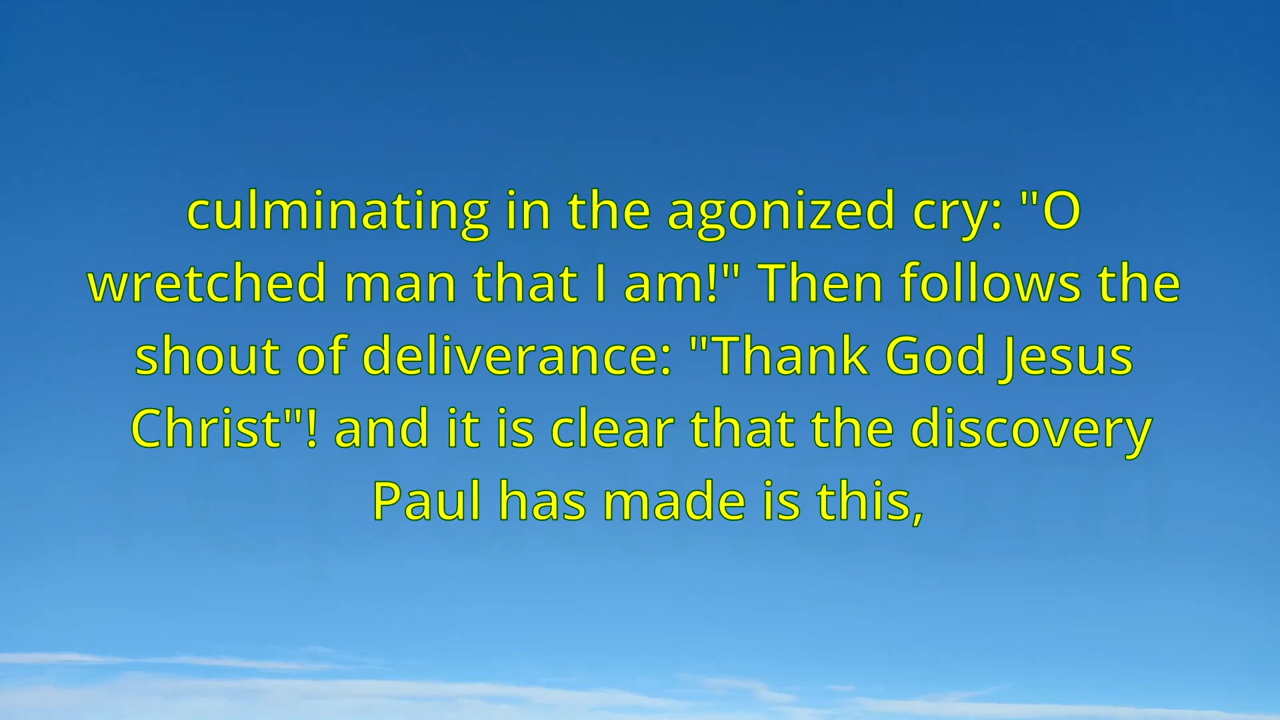 culminating in the agonized cry: "O
wretched man that I am!" Then follows the
shout of deliverance: "Thank God Jesus
Christ"! and it is clear that the discovery
Paul has made is this,